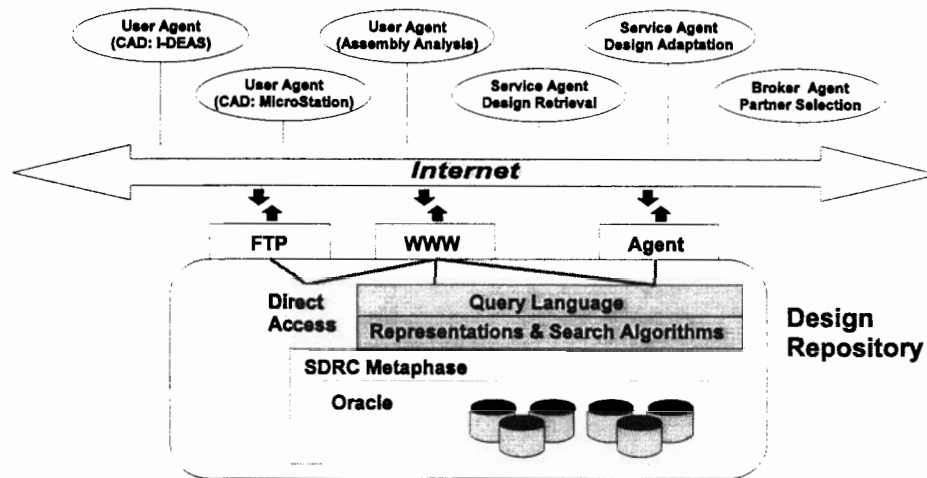 User Agent
(CAD: I-DEAS)
User Agent
(Assembly Analysis)
Service Agent
Design Adaptation
User Agent
(CAD: MicroStation)
Service Agent
Design Retrieval
Broker Agent
Partner Selection
Internet
FTP
WWW
Agent
Direct
Access
Query Language
Representations & Search Algorithms
Design
Repository
SDRC Metaphase
Oracle